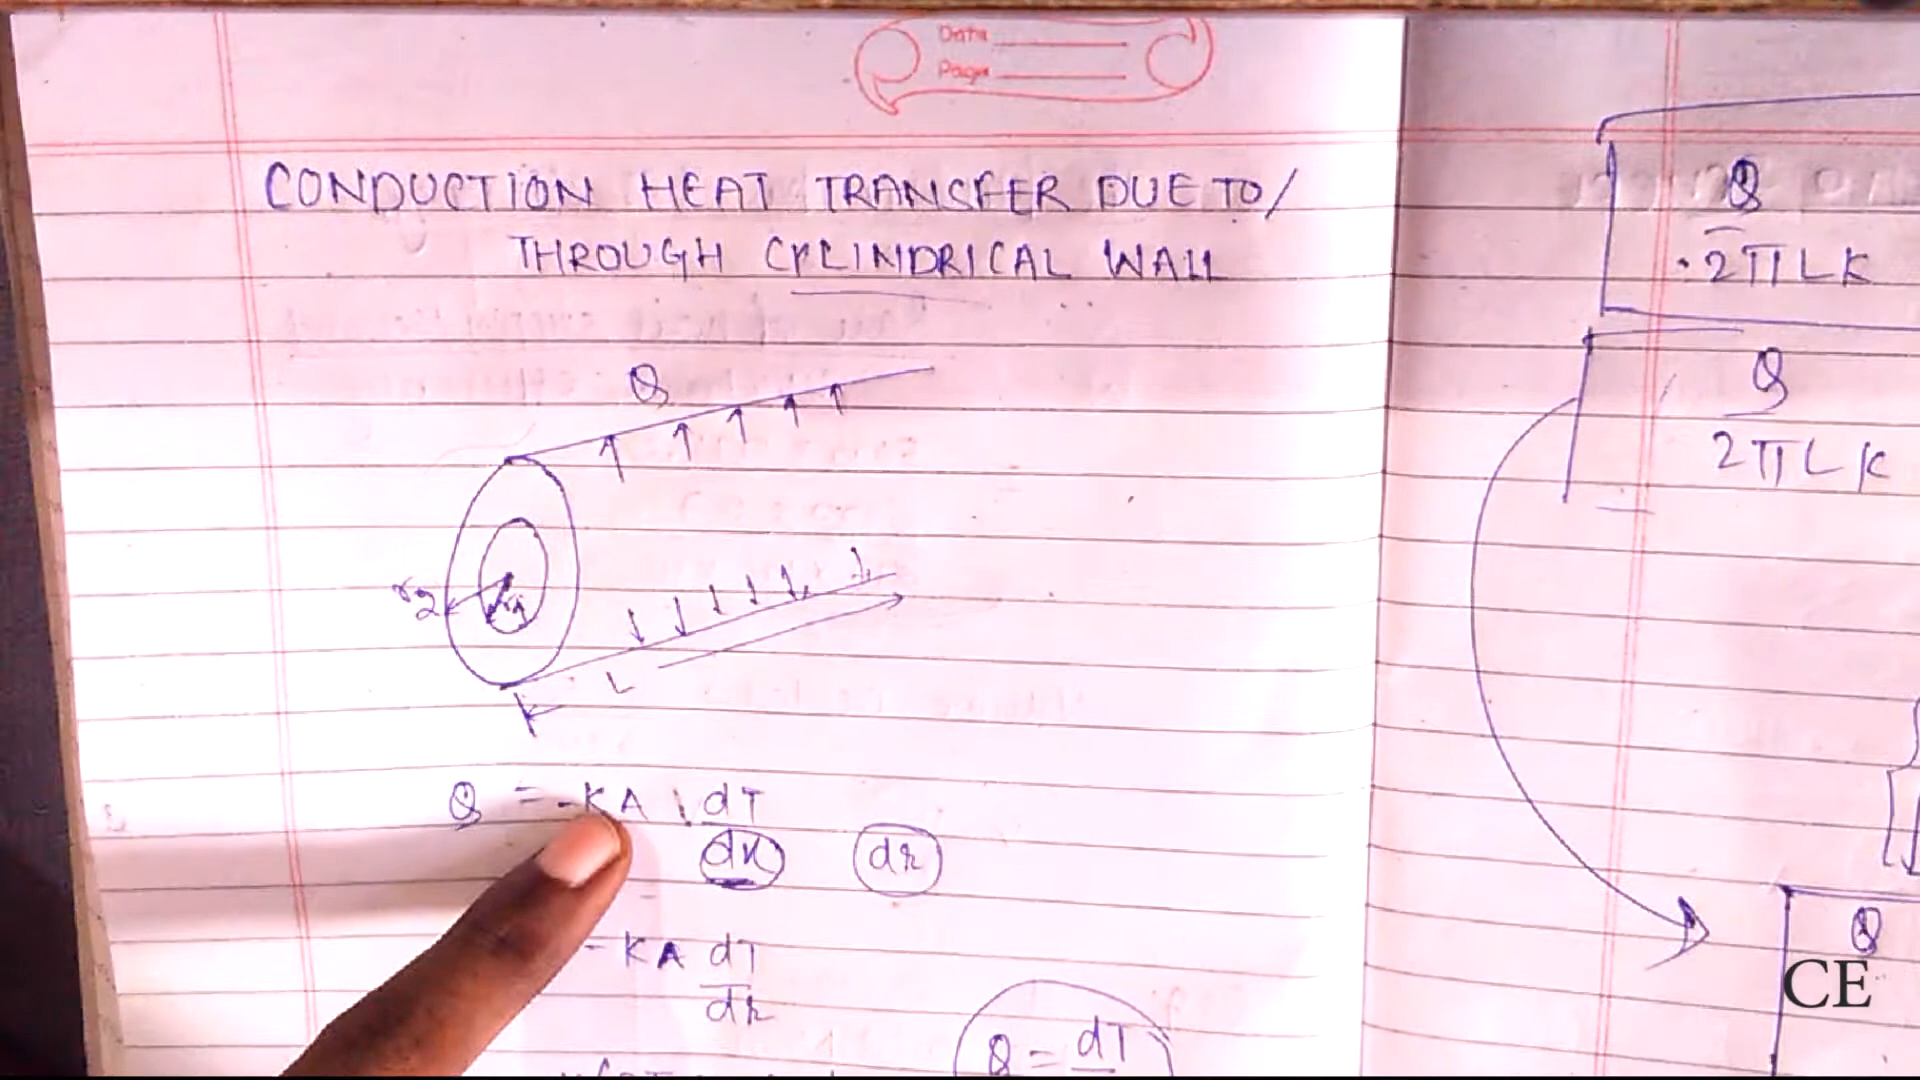 Data
Page
CONDUCTION HEAT TRANSFER DUE TO/
THROUGH CYLINDRICAL WALL
Q
r2
r1
L
Q = -KA dT
dx
dr
- KA dT
dr
Q = dT
Q
2πLK
Q
2πLK
Q
CE